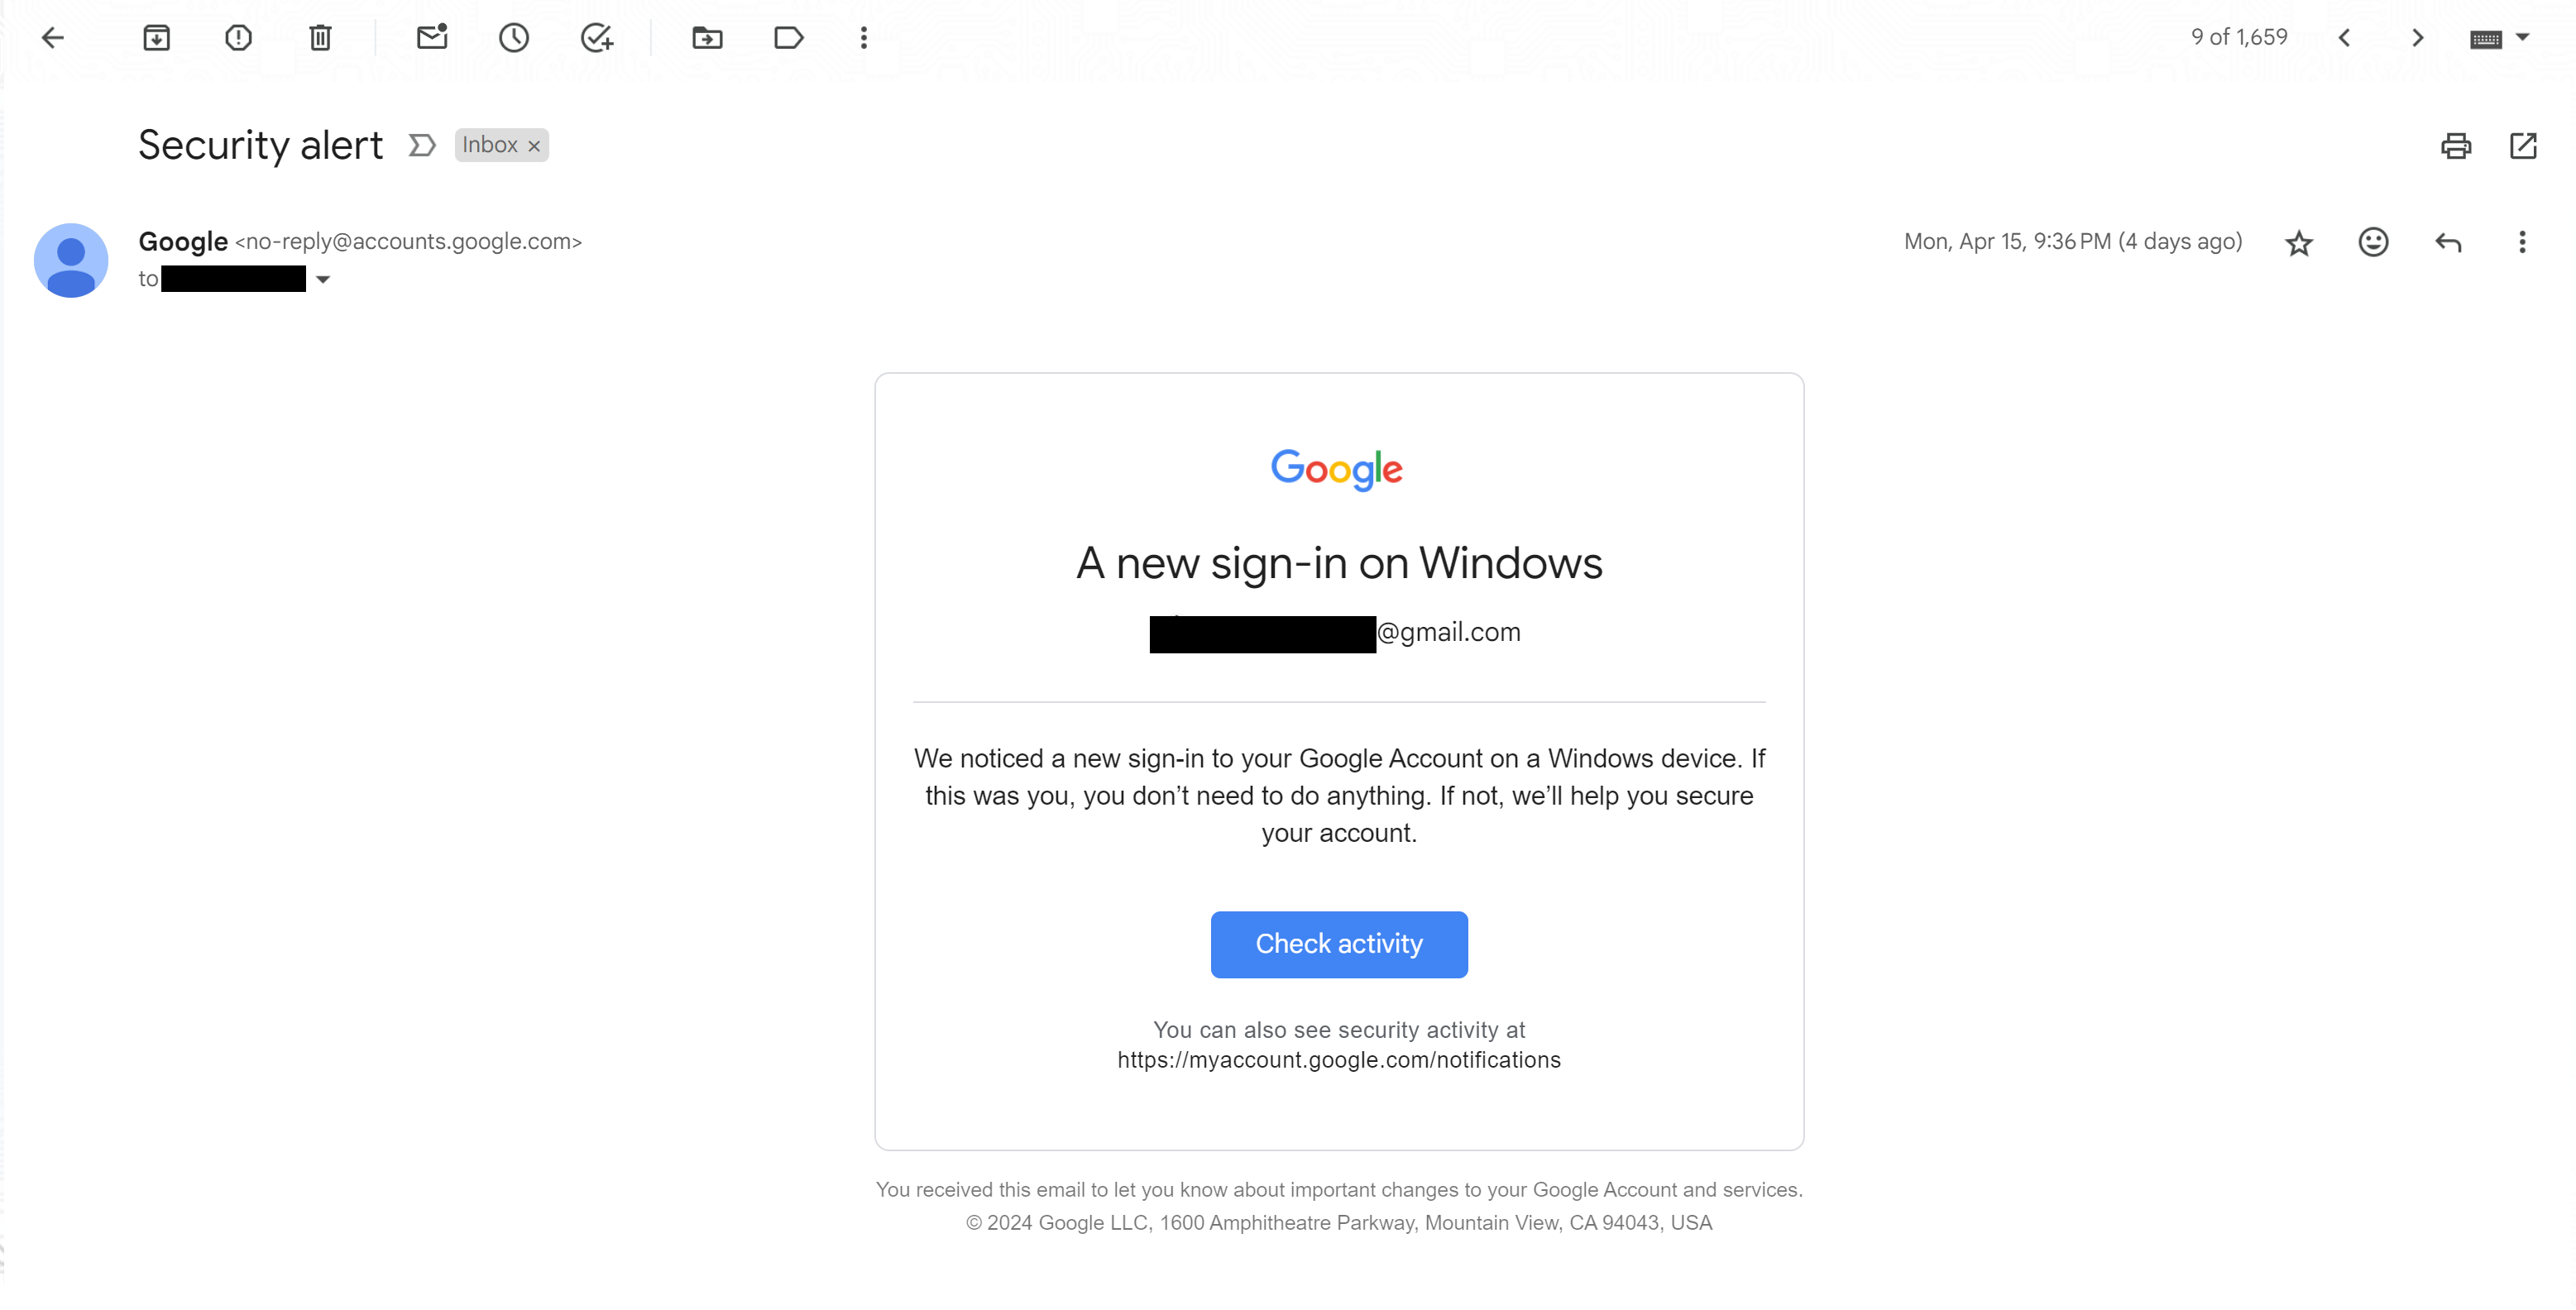 9 of 1,659
Security alert
Inbox ×
Google <no-reply@accounts.google.com>
Mon, Apr 15, 9:36 PM (4 days ago)
to
Google
A new sign-in on Windows
@gmail.com
We noticed a new sign-in to your Google Account on a Windows device. If
this was you, you don’t need to do anything. If not, we’ll help you secure
your account.
Check activity
You can also see security activity at
https://myaccount.google.com/notifications
You received this email to let you know about important changes to your Google Account and services.
© 2024 Google LLC, 1600 Amphitheatre Parkway, Mountain View, CA 94043, USA